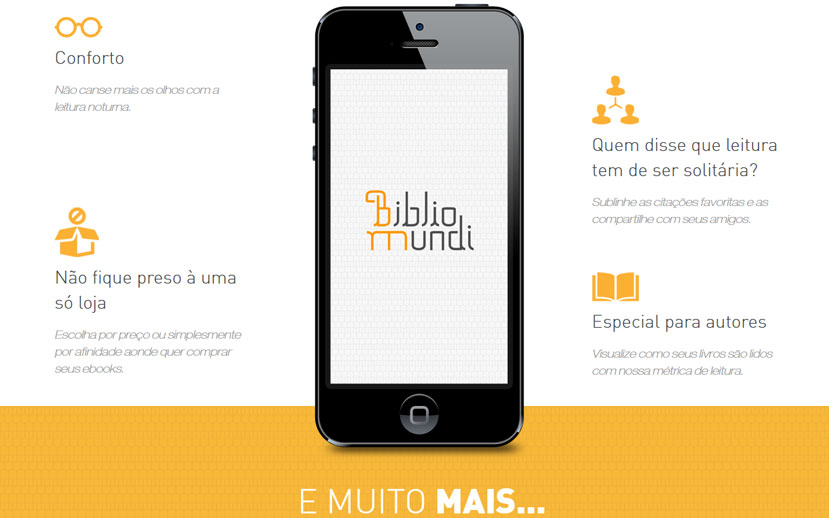 Conforto
Não canse mais os olhos com a
leitura noturna.
Não fique preso à uma
só loja
Escolha por preço ou simplesmente
por afinidade aonde quer comprar
seus ebooks.
Biblio
mundi
Quem disse que leitura
tem de ser solitária?
Sublinhe as citações favoritas e as
compartilhe com seus amigos.
Especial para autores
Visualize como seus livros são lidos
com nossa métrica de leitura.
E MUITO MAIS...